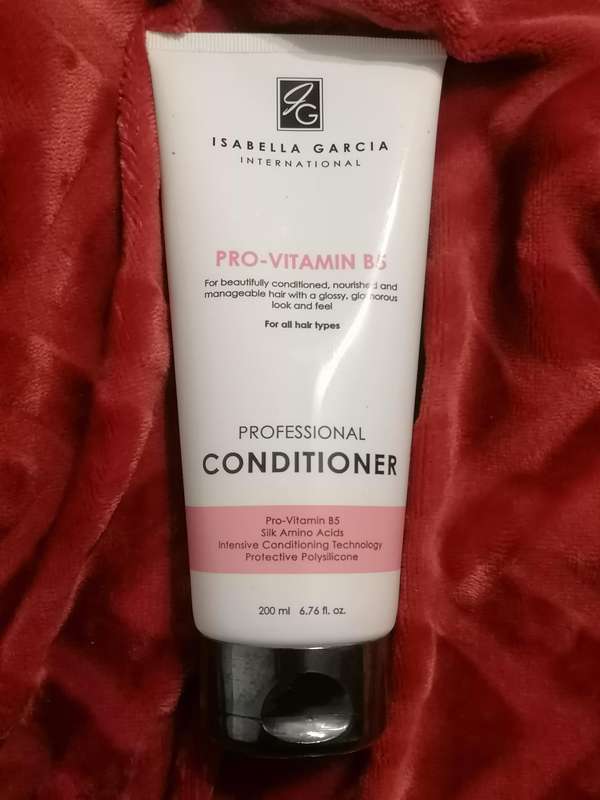 IG
ISABELLA GARCIA
INTERNATIONAL
PRO-VITAMIN B5
For beautifully conditioned, nourished and
manageable hair with a glossy, glamorous
look and feel
For all hair types
PROFESSIONAL
CONDITIONER
Pro-Vitamin B5
Silk Amino Acids
Intensive Conditioning Technology
Protective Polysilicone
200 ml 6.76 fl. oz.